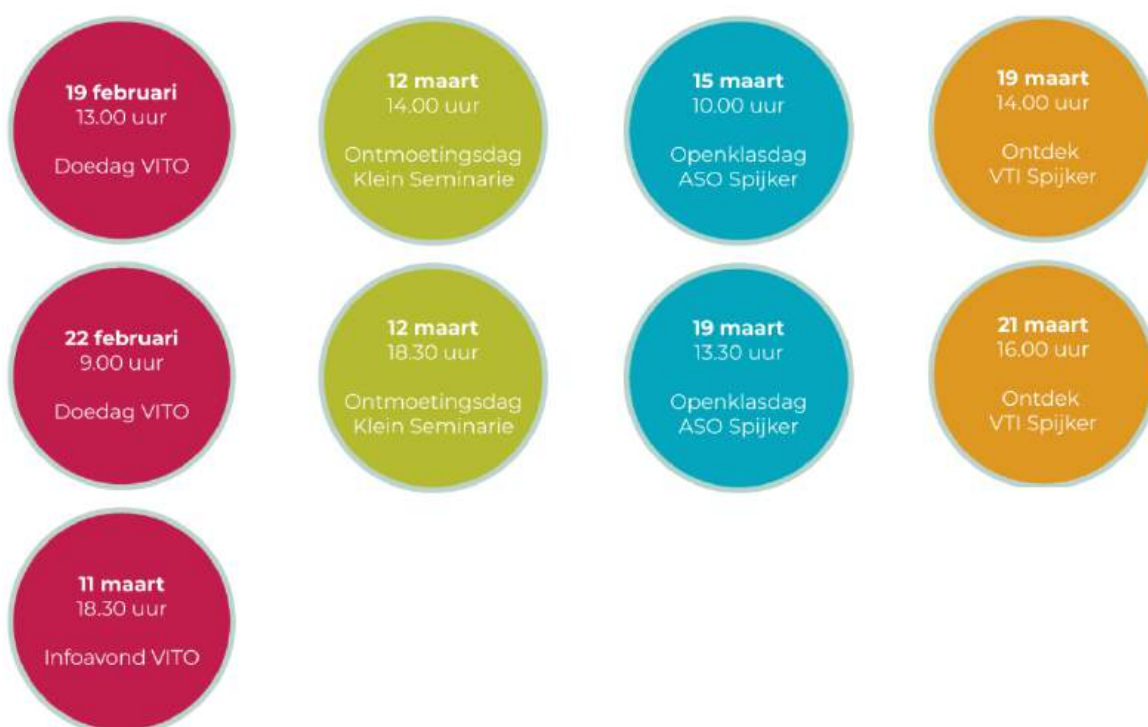 19 februari
13.00 uur
Doedag VITO
12 maart
14.00 uur
Ontmoetingsdag
Klein Seminarie
15 maart
10.00 uur
Openklasdag
ASO Spijker
19 maart
14.00 uur
Ontdek
VTI Spijker
22 februari
9.00 uur
Doedag VITO
12 maart
18.30 uur
Ontmoetingsdag
Klein Seminarie
19 maart
13.30 uur
Openklasdag
ASO Spijker
21 maart
16.00 uur
Ontdek
VTI Spijker
11 maart
18.30 uur
Infoavond VITO